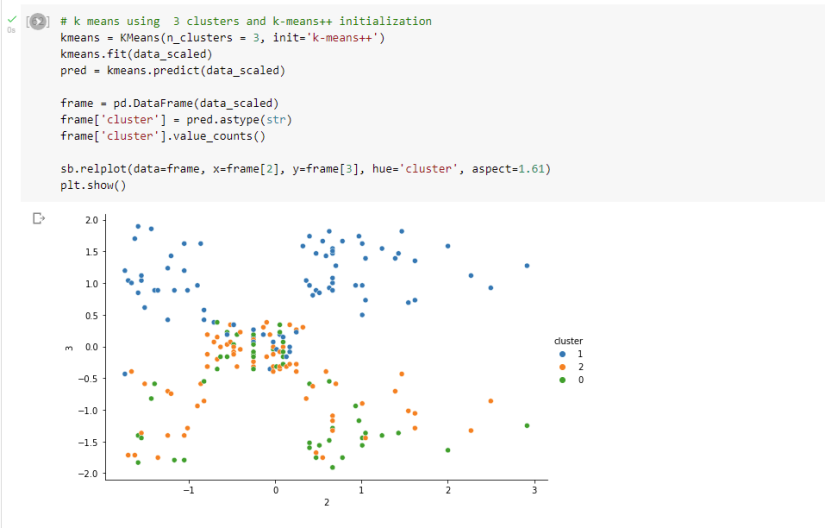 # k means using  3 clusters and k-means++ initialization
kmeans = KMeans(n_clusters = 3, init='k-means++')
kmeans.fit(data_scaled)
pred = kmeans.predict(data_scaled)
frame = pd.DataFrame(data_scaled)
frame['cluster'] = pred.astype(str)
frame['cluster'].value_counts()
sb.relplot(data=frame, x=frame[2], y=frame[3], hue='cluster', aspect=1.61)
plt.show()
0s
2.0
1.5
1.0
0.5
0.0
−0.5
−1.0
−1.5
−2.0
3
−1
0
1
2
3
2
cluster
1
2
0